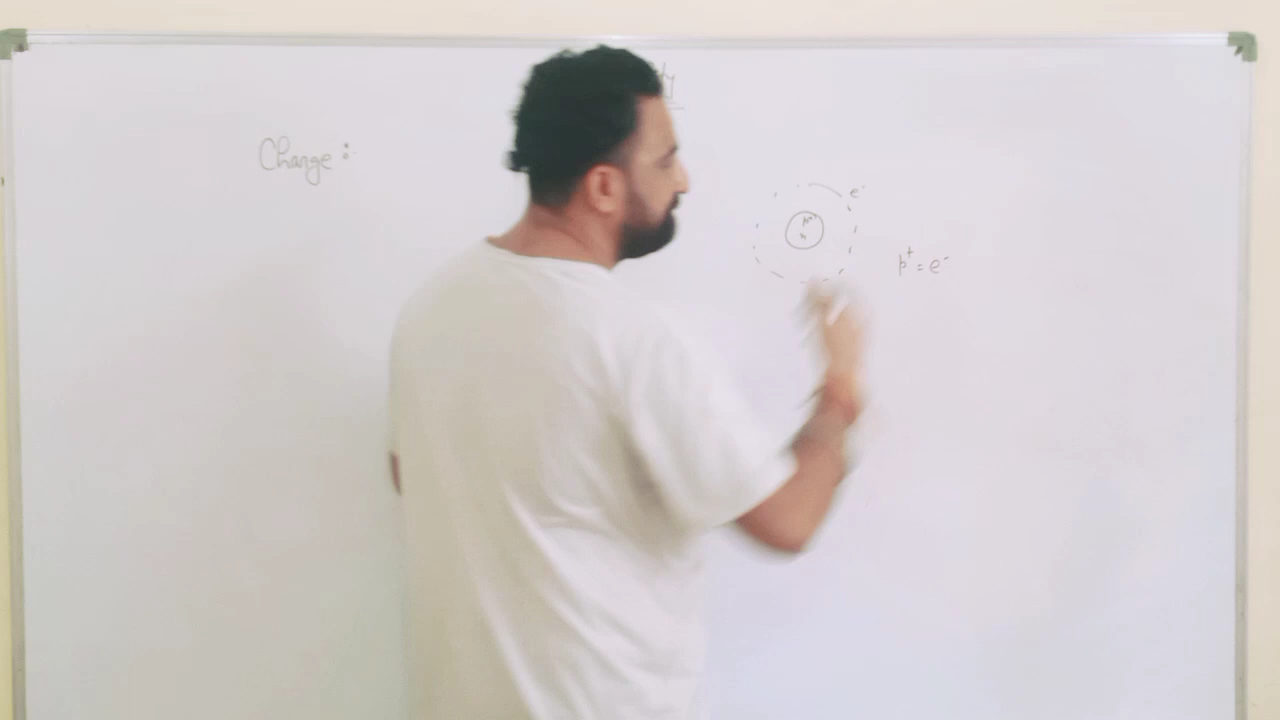 Charge :
e-
p+
n
p+ = e-